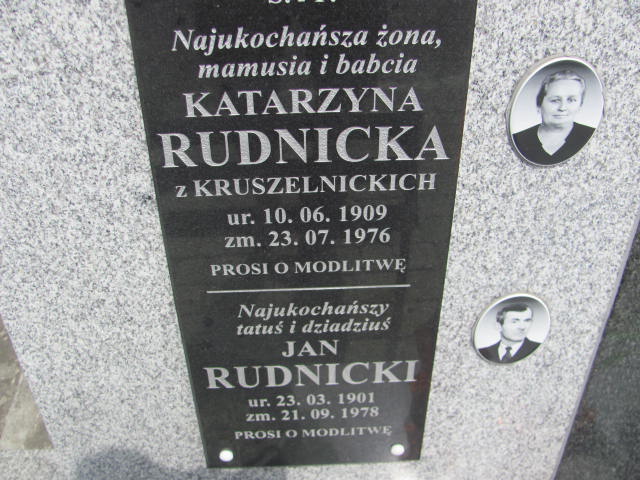 Ś. † P.
Najukochańsza żona,
mamusia i babcia
KATARZYNA
RUDNICKA
z KRUSZELNICKICH
ur. 10. 06. 1909
zm. 23. 07. 1976
PROSI O MODLITWĘ
Najukochańszy
tatuś i dziadziuś
JAN
RUDNICKI
ur. 23. 03. 1901
zm. 21. 09. 1978
PROSI O MODLITWĘ